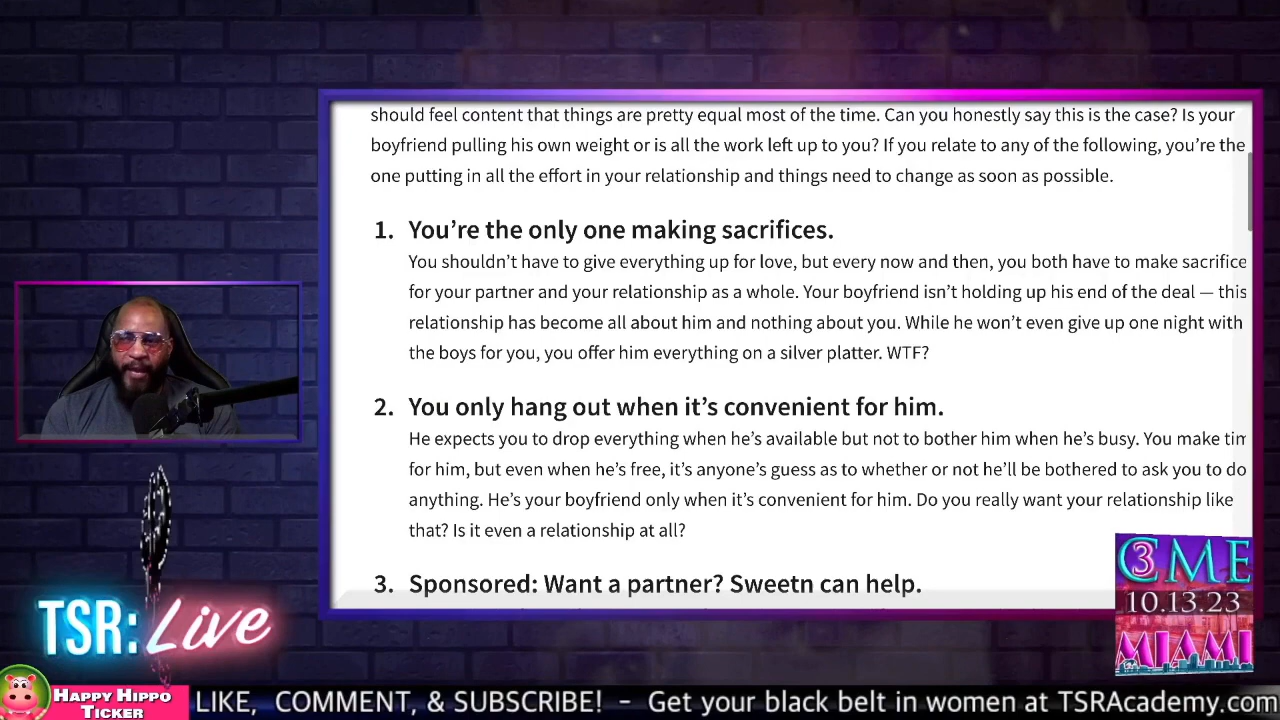 should feel content that things are pretty equal most of the time. Can you honestly say this is the case? Is your
boyfriend pulling his own weight or is all the work left up to you? If you relate to any of the following, you’re the
one putting in all the effort in your relationship and things need to change as soon as possible.
1. You’re the only one making sacrifices.
You shouldn’t have to give everything up for love, but every now and then, you both have to make sacrifice
for your partner and your relationship as a whole. Your boyfriend isn’t holding up his end of the deal — this
relationship has become all about him and nothing about you. While he won’t even give up one night with
the boys for you, you offer him everything on a silver platter. WTF?
2. You only hang out when it’s convenient for him.
He expects you to drop everything when he’s available but not to bother him when he’s busy. You make tim
for him, but even when he’s free, it’s anyone’s guess as to whether or not he’ll be bothered to ask you to do
anything. He’s your boyfriend only when it’s convenient for him. Do you really want your relationship like
that? Is it even a relationship at all?
3. Sponsored: Want a partner? Sweetn can help.
CME
3
10.13.23
MIAMI
TSR: Live
HAPPY HIPPO
TICKER
LIKE, COMMENT, & SUBSCRIBE! – Get your black belt in women at TSRAcademy.com